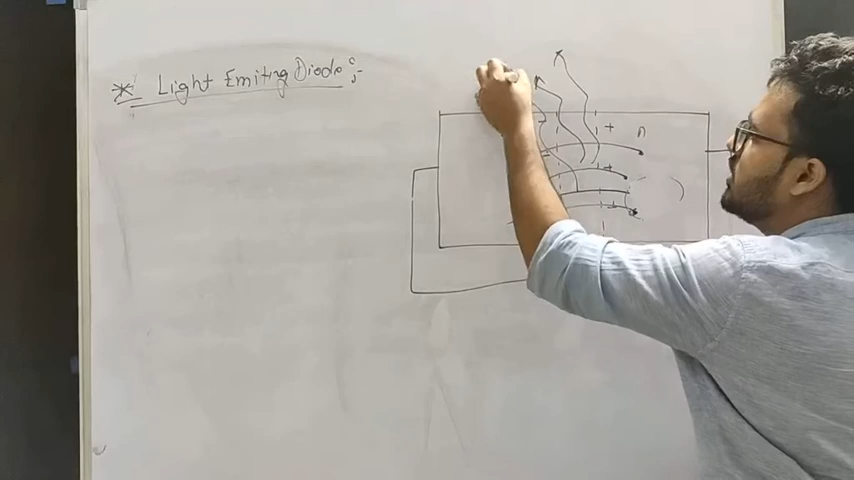 * Light Emiting Diode :-
+ n
+
+